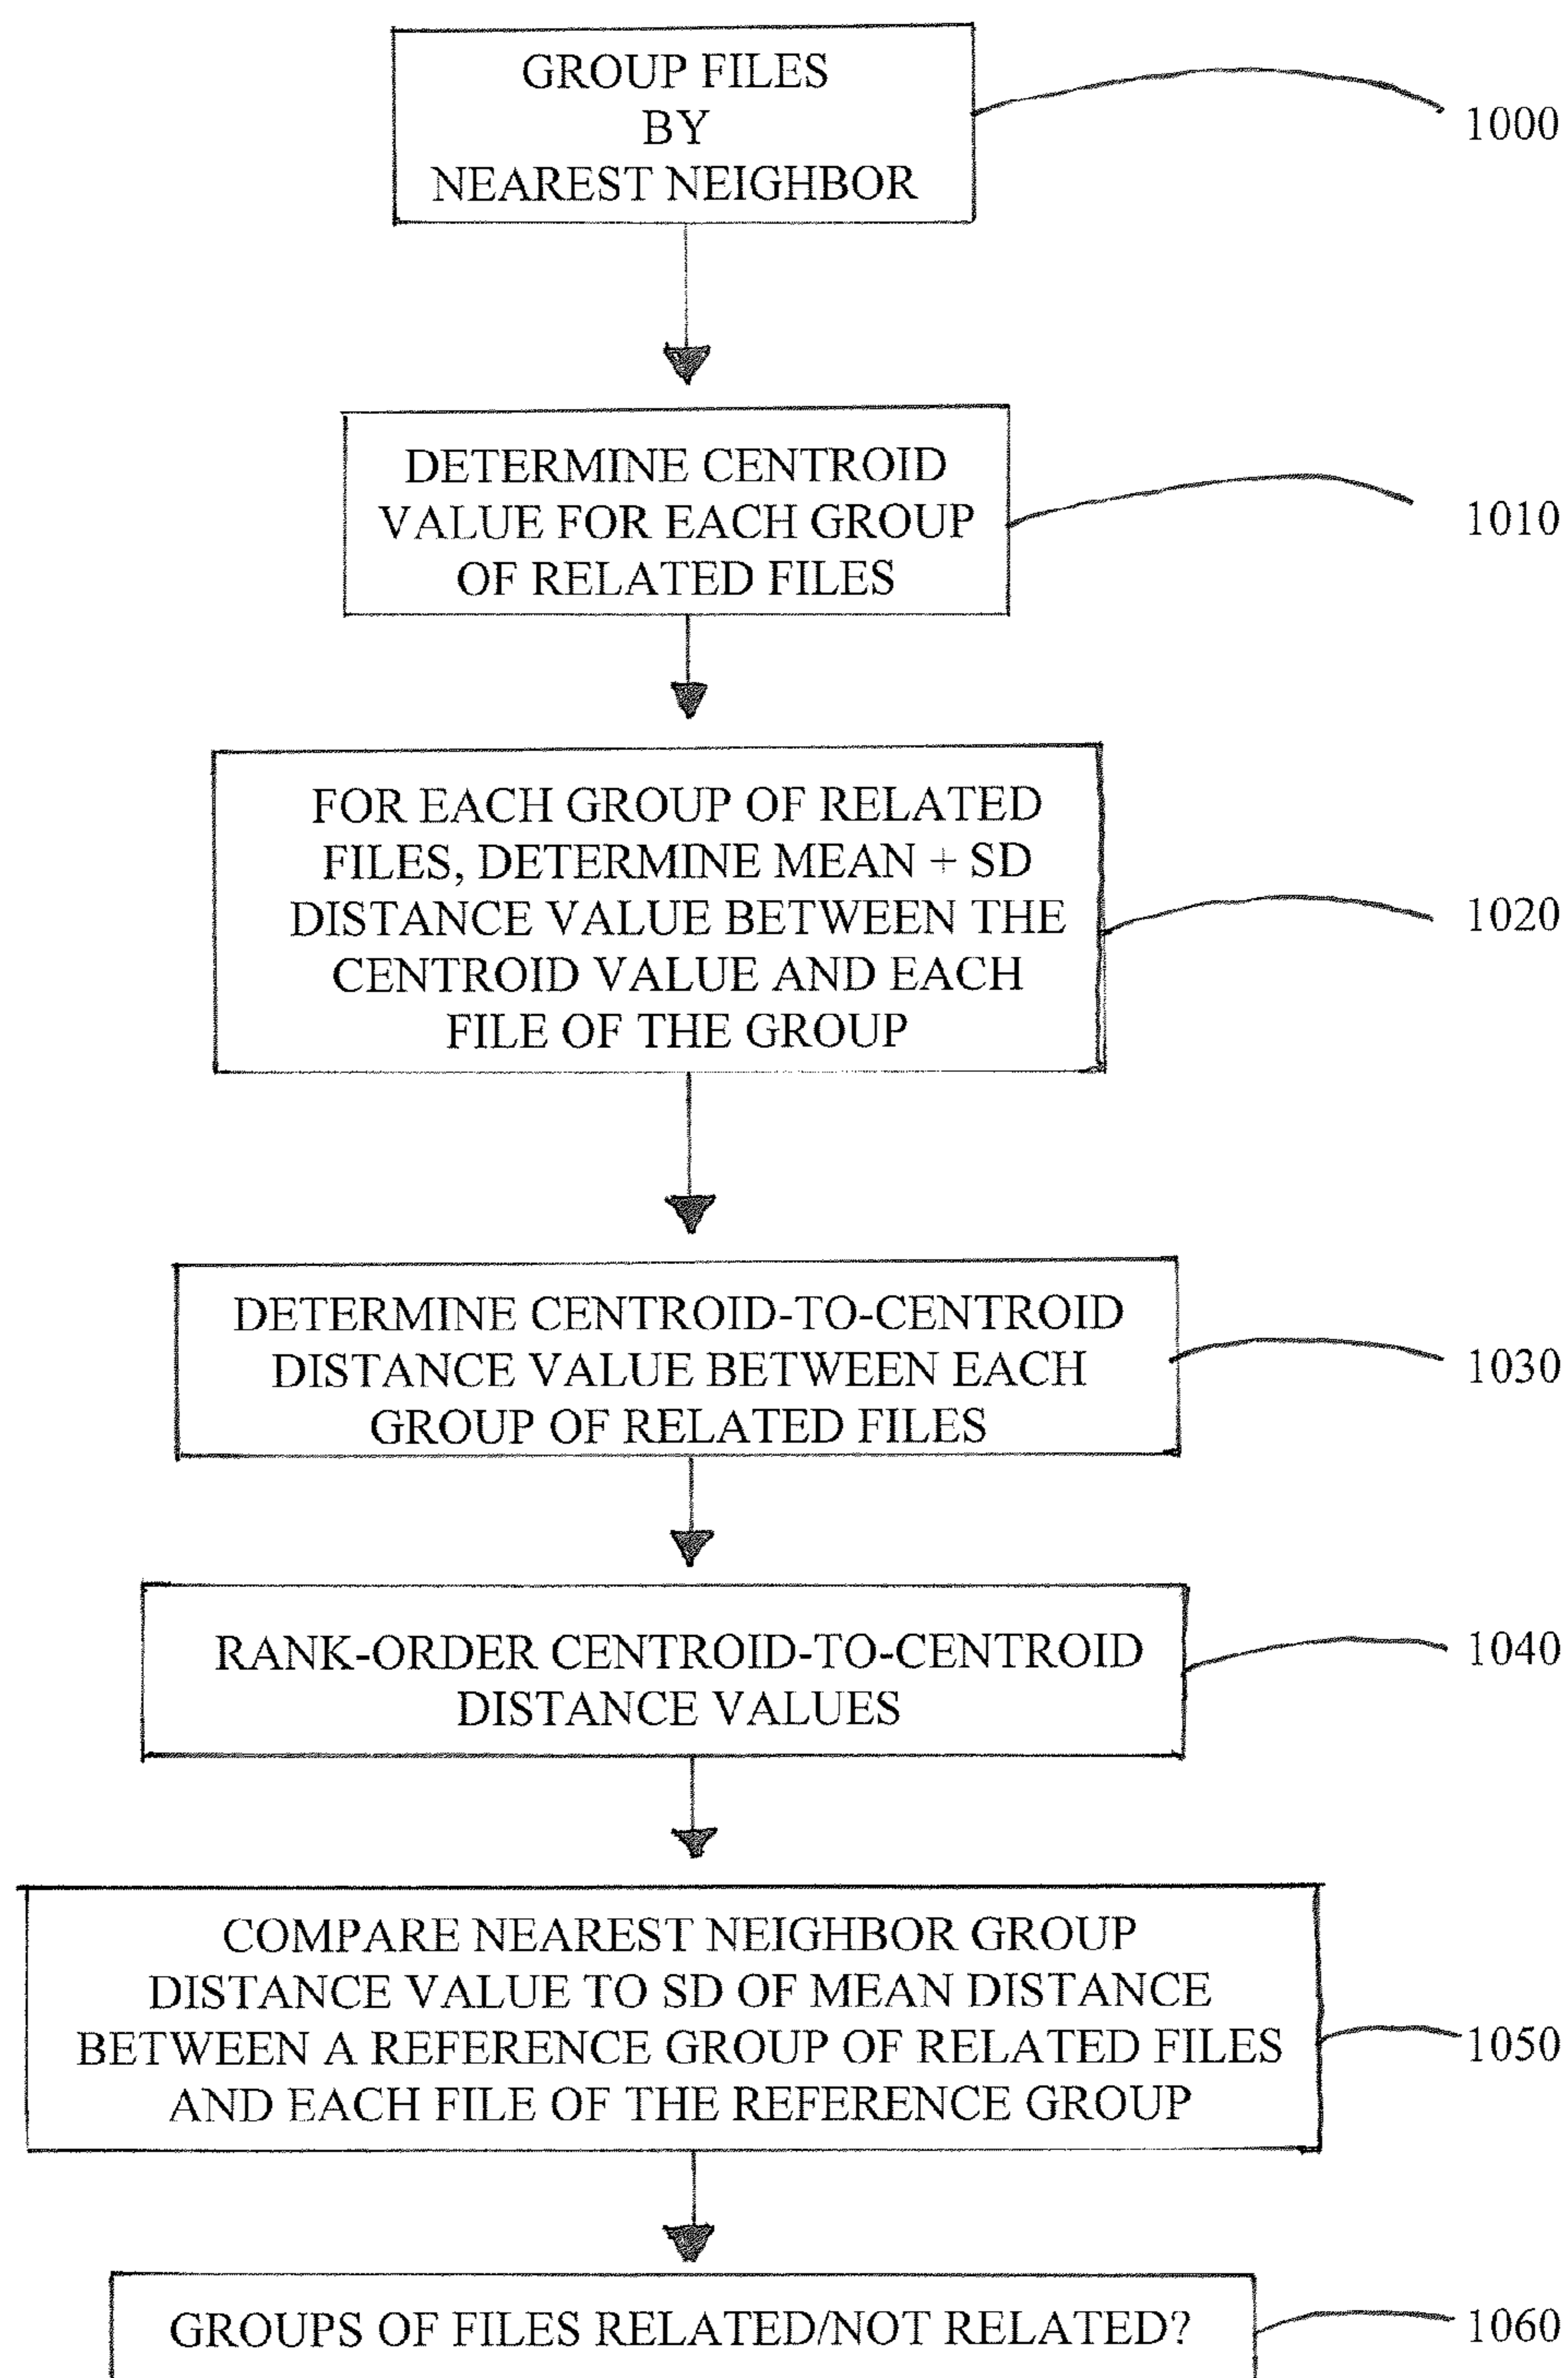 GROUP FILES
BY
NEAREST NEIGHBOR
1000
DETERMINE CENTROID
VALUE FOR EACH GROUP
OF RELATED FILES
1010
FOR EACH GROUP OF RELATED
FILES, DETERMINE MEAN + SD
DISTANCE VALUE BETWEEN THE
CENTROID VALUE AND EACH
FILE OF THE GROUP
1020
DETERMINE CENTROID-TO-CENTROID
DISTANCE VALUE BETWEEN EACH
GROUP OF RELATED FILES
1030
RANK-ORDER CENTROID-TO-CENTROID
DISTANCE VALUES
1040
COMPARE NEAREST NEIGHBOR GROUP
DISTANCE VALUE TO SD OF MEAN DISTANCE
BETWEEN A REFERENCE GROUP OF RELATED FILES
AND EACH FILE OF THE REFERENCE GROUP
1050
GROUPS OF FILES RELATED/NOT RELATED?
1060